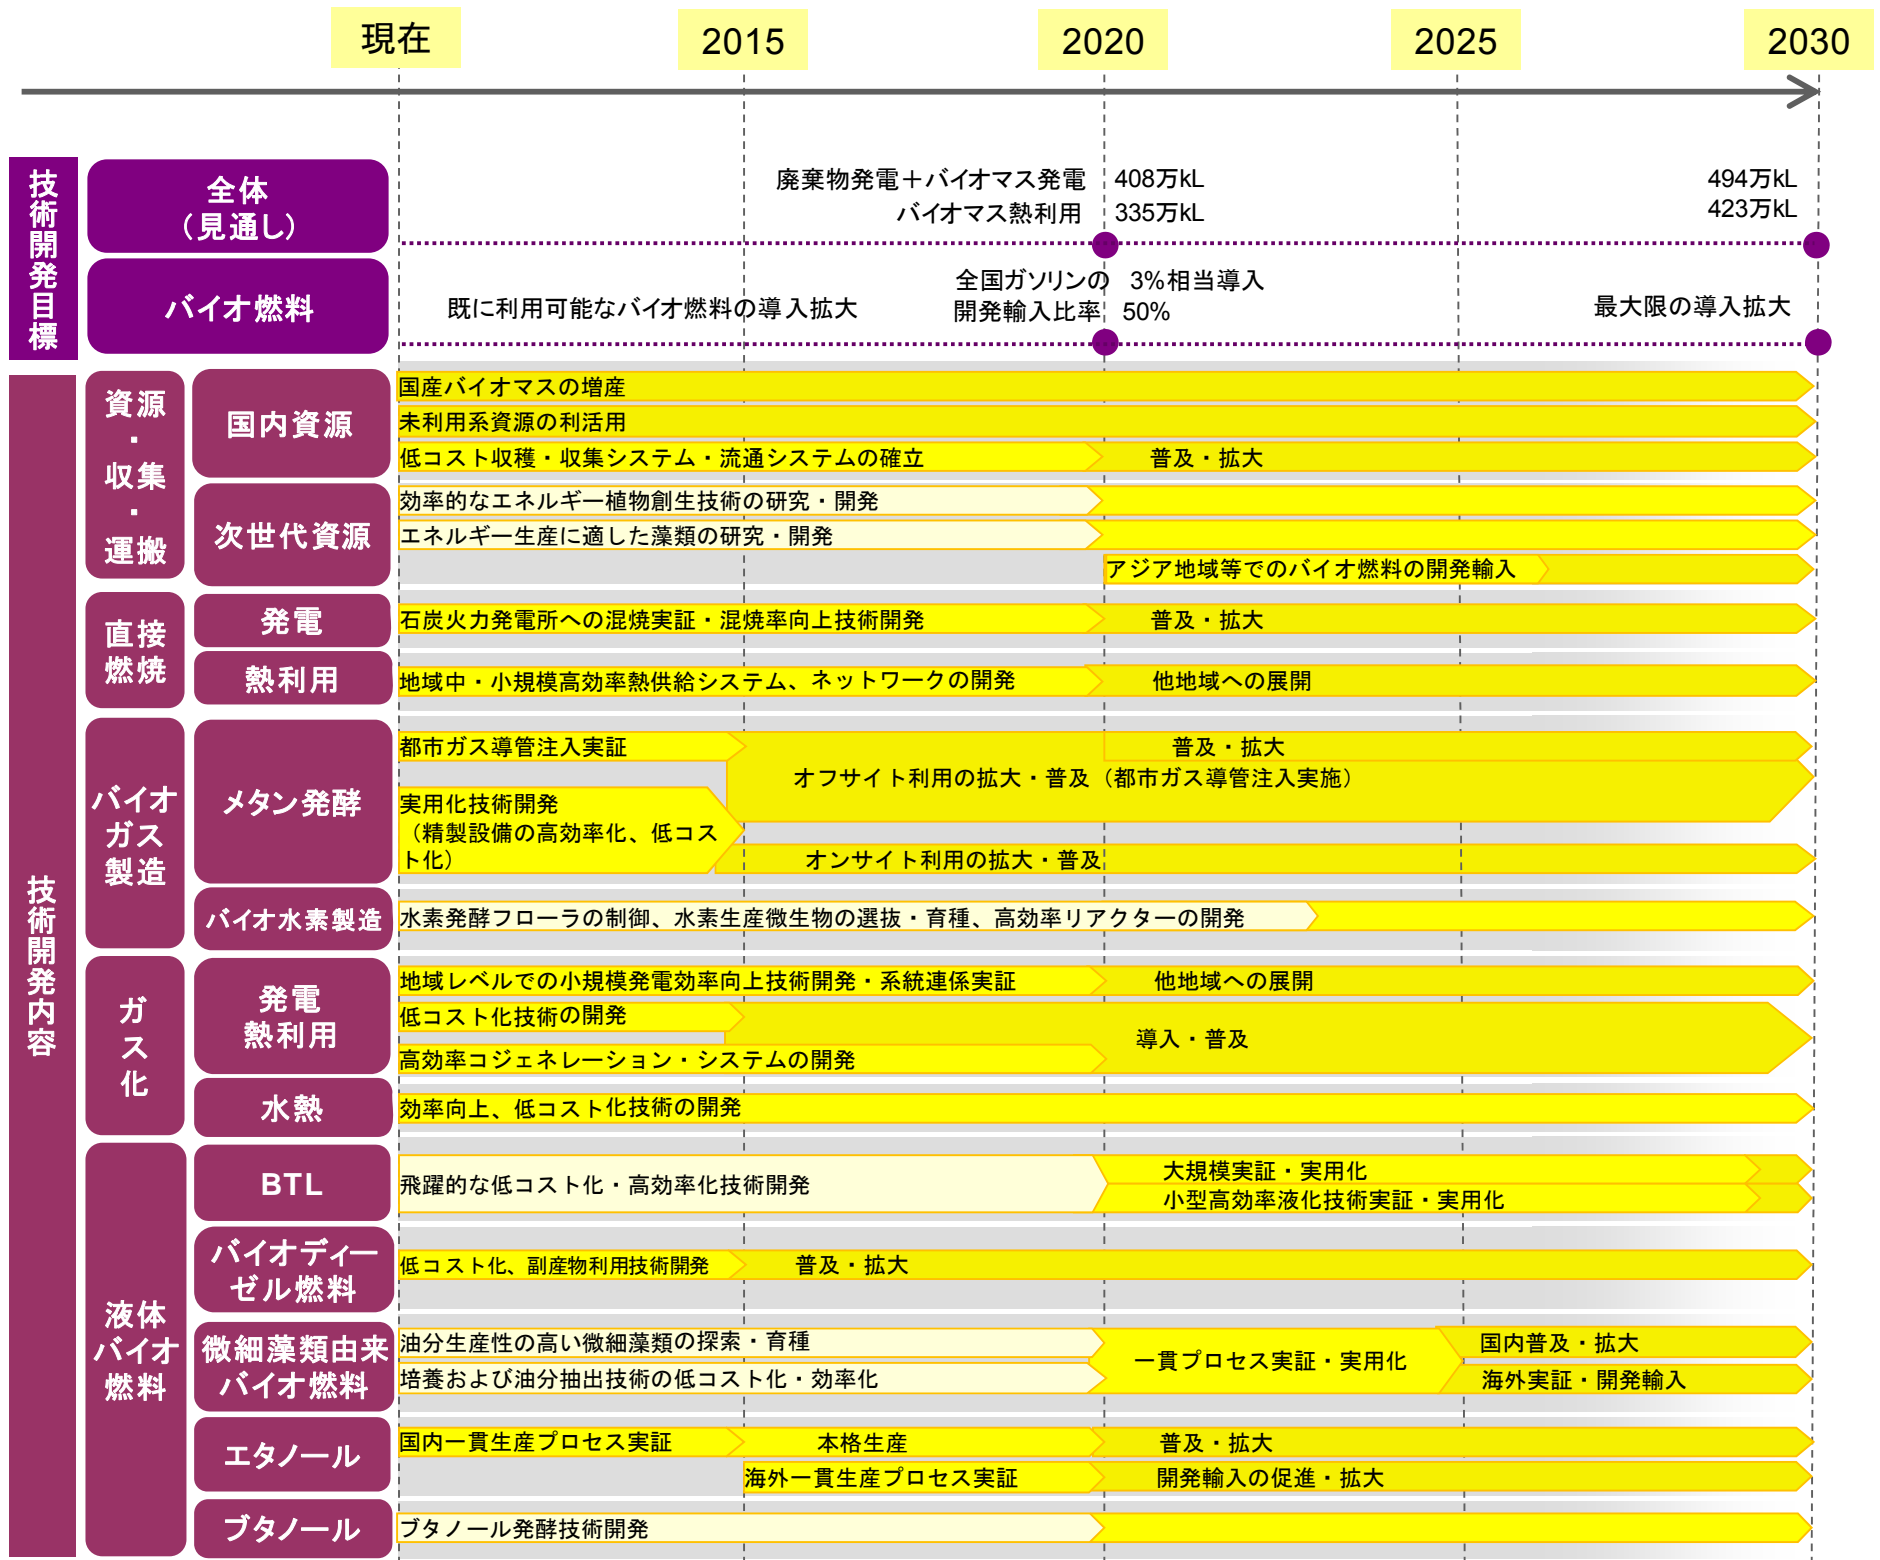 現在 2015 2020 2025 2030
技術開発目標
全体
（見通し）
廃棄物発電＋バイオマス発電 408万kL 494万kL
バイオマス熱利用 335万kL 423万kL
バイオ燃料
既に利用可能なバイオ燃料の導入拡大
全国ガソリンの 3%相当導入
開発輸入比率 50%
最大限の導入拡大
技術開発内容
資源
・
収集
・
運搬
国内資源
国産バイオマスの増産
未利用系資源の利活用
低コスト収穫・収集システム・流通システムの確立 普及・拡大
次世代資源
効率的なエネルギー植物創生技術の研究・開発
エネルギー生産に適した藻類の研究・開発
アジア地域等でのバイオ燃料の開発輸入
直接
燃焼
発電
石炭火力発電所への混焼実証・混焼率向上技術開発 普及・拡大
熱利用
地域中・小規模高効率熱供給システム、ネットワークの開発 他地域への展開
バイオ
ガス
製造
メタン発酵
都市ガス導管注入実証 普及・拡大
オフサイト利用の拡大・普及（都市ガス導管注入実施）
実用化技術開発
（精製設備の高効率化、低コス
ト化）
オンサイト利用の拡大・普及
バイオ水素製造
水素発酵フローラの制御、水素生産微生物の選抜・育種、高効率リアクターの開発
ガ
ス
化
発電
熱利用
地域レベルでの小規模発電効率向上技術開発・系統連係実証 他地域への展開
低コスト化技術の開発
導入・普及
高効率コジェネレーション・システムの開発
水熱
効率向上、低コスト化技術の開発
液体
バイオ
燃料
BTL
飛躍的な低コスト化・高効率化技術開発
大規模実証・実用化
小型高効率液化技術実証・実用化
バイオディー
ゼル燃料
低コスト化、副産物利用技術開発 普及・拡大
微細藻類由来
バイオ燃料
油分生産性の高い微細藻類の探索・育種
培養および油分抽出技術の低コスト化・効率化
一貫プロセス実証・実用化
国内普及・拡大
海外実証・開発輸入
エタノール
国内一貫生産プロセス実証 本格生産 普及・拡大
海外一貫生産プロセス実証 開発輸入の促進・拡大
ブタノール
ブタノール発酵技術開発